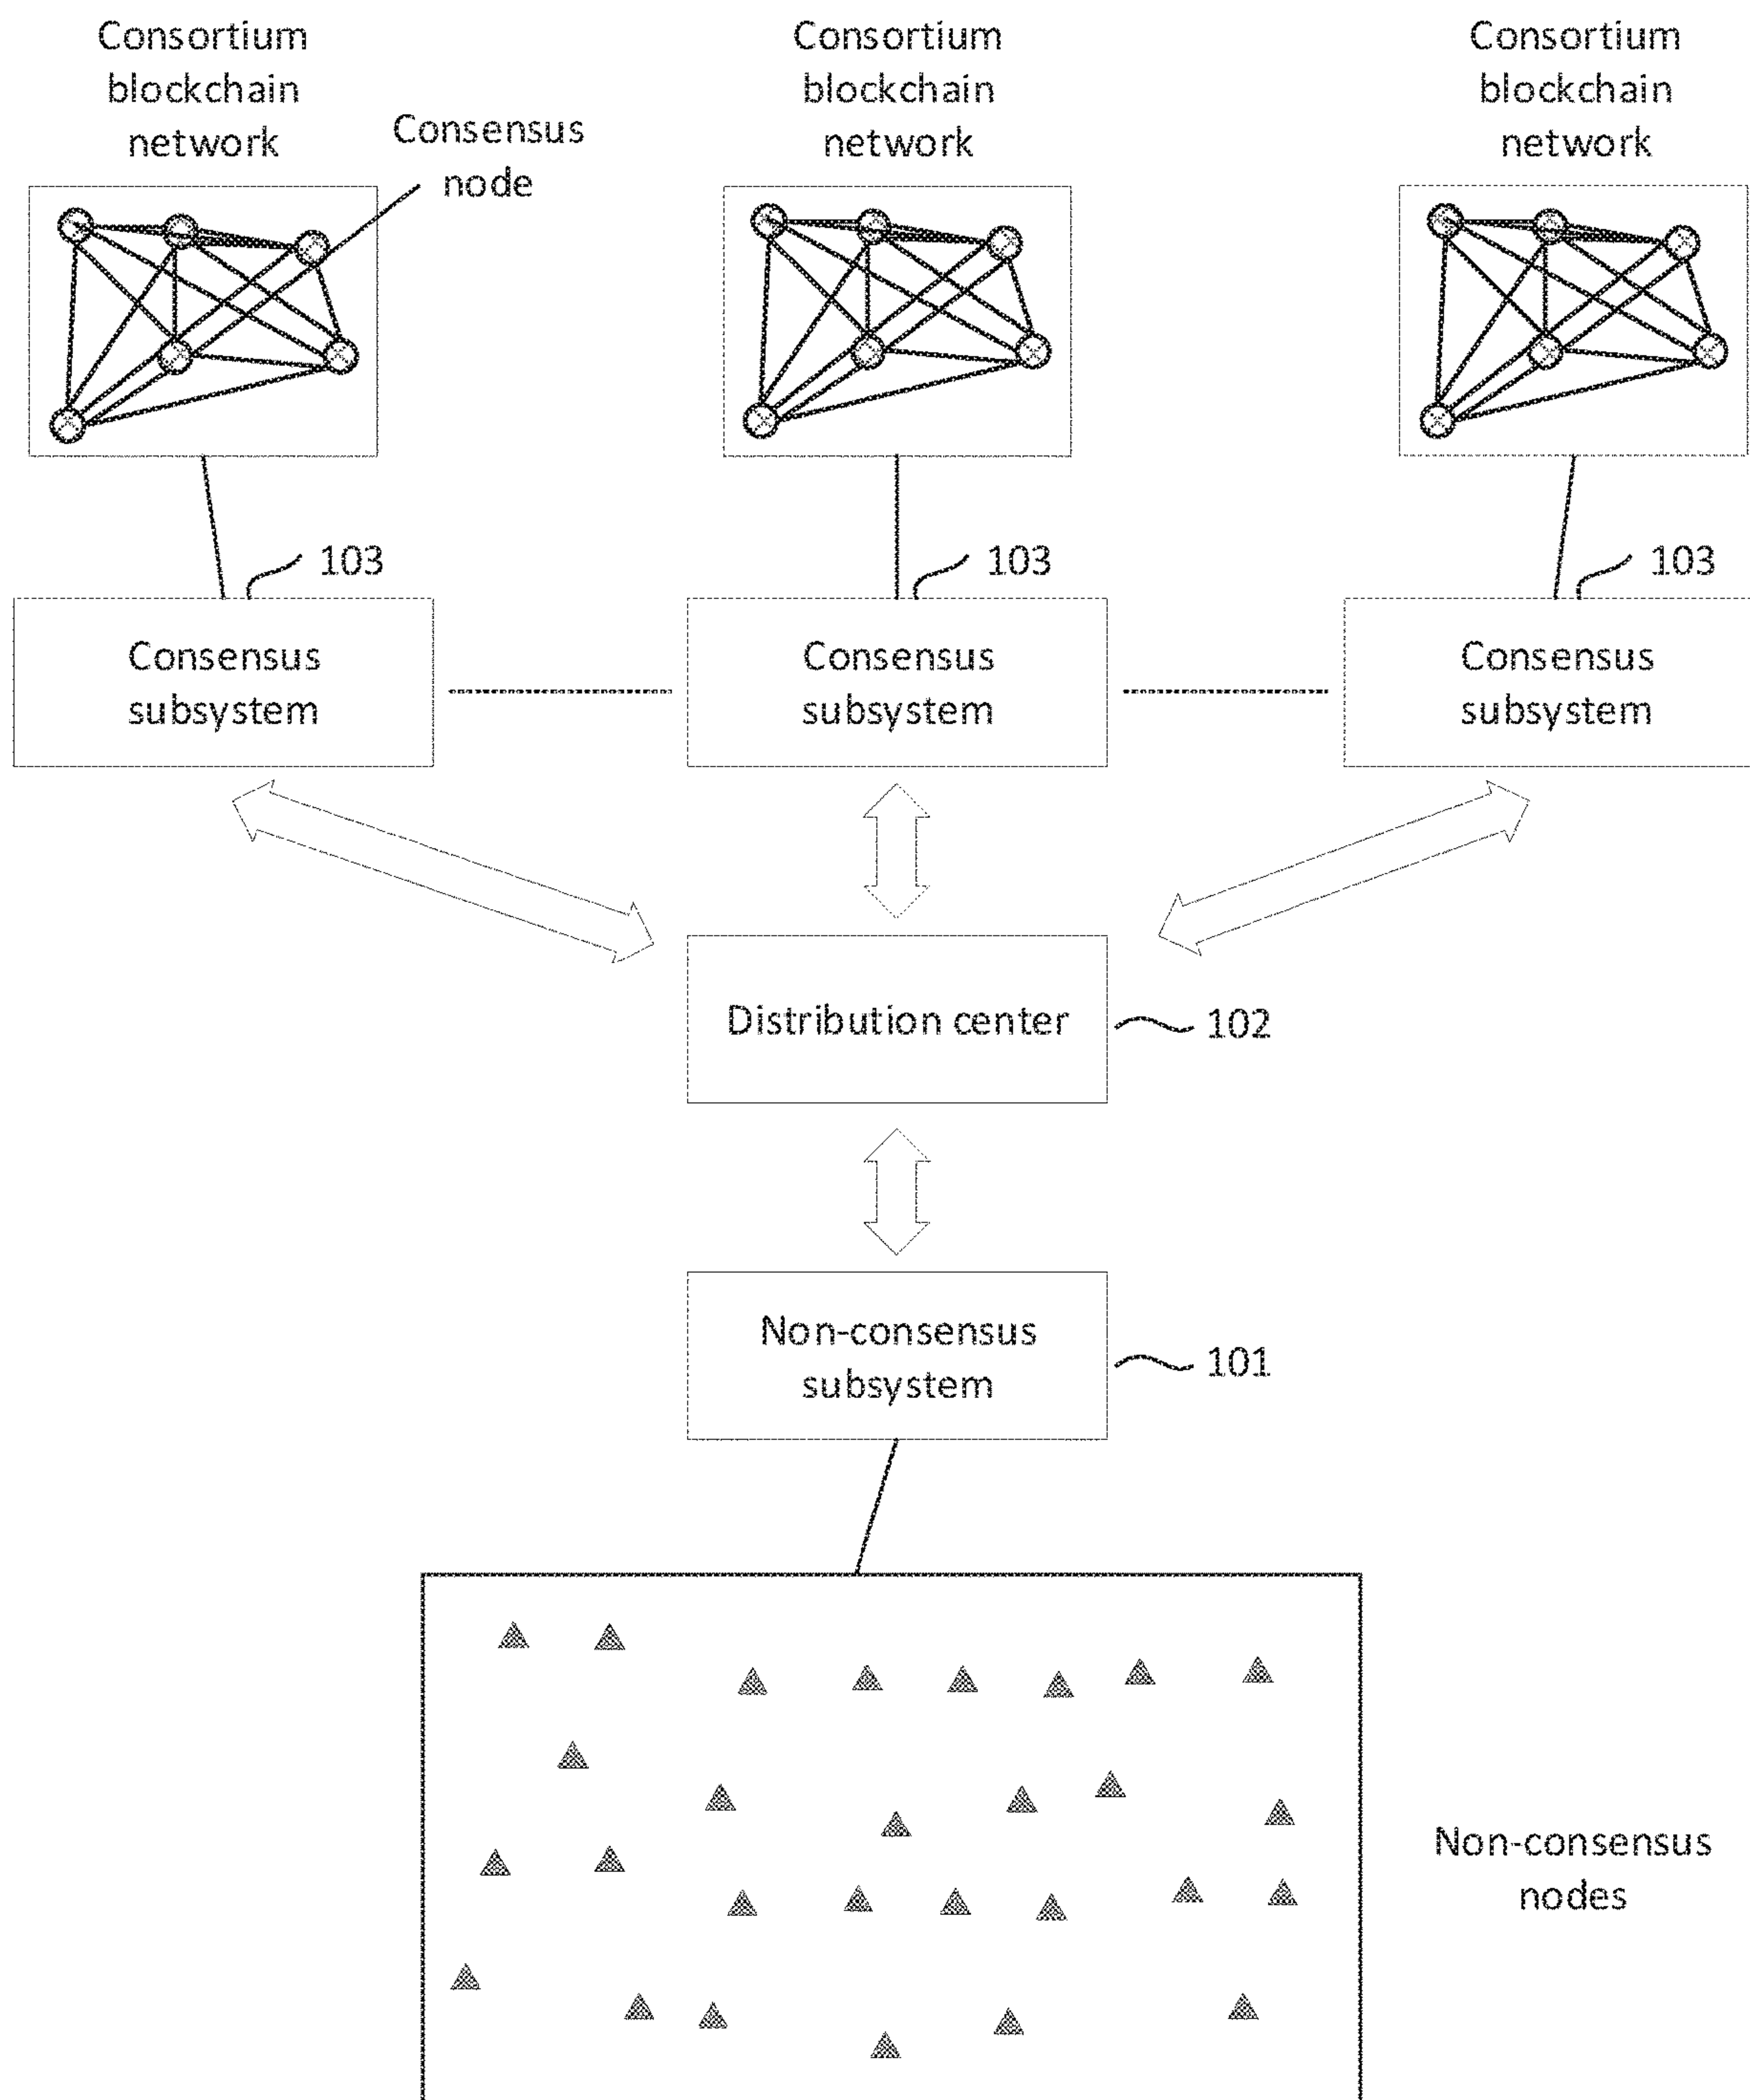 Consortium
blockchain
network
Consensus
node
Consortium
blockchain
network
Consortium
blockchain
network
103
103
103
Consensus
subsystem
Consensus
subsystem
Consensus
subsystem
Distribution center
102
Non-consensus
subsystem
101
Non-consensus
nodes